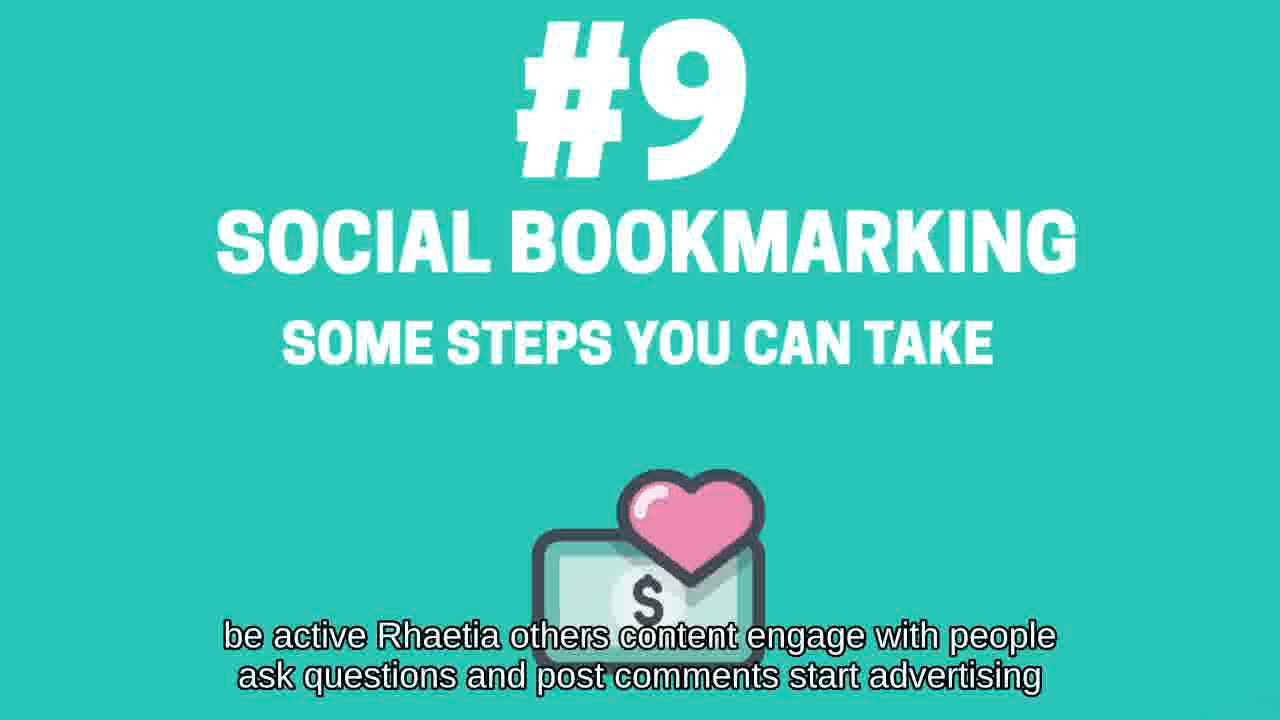 #9
SOCIAL BOOKMARKING
SOME STEPS YOU CAN TAKE
$
be active Rhaetia others content engage with people
ask questions and post comments start advertising